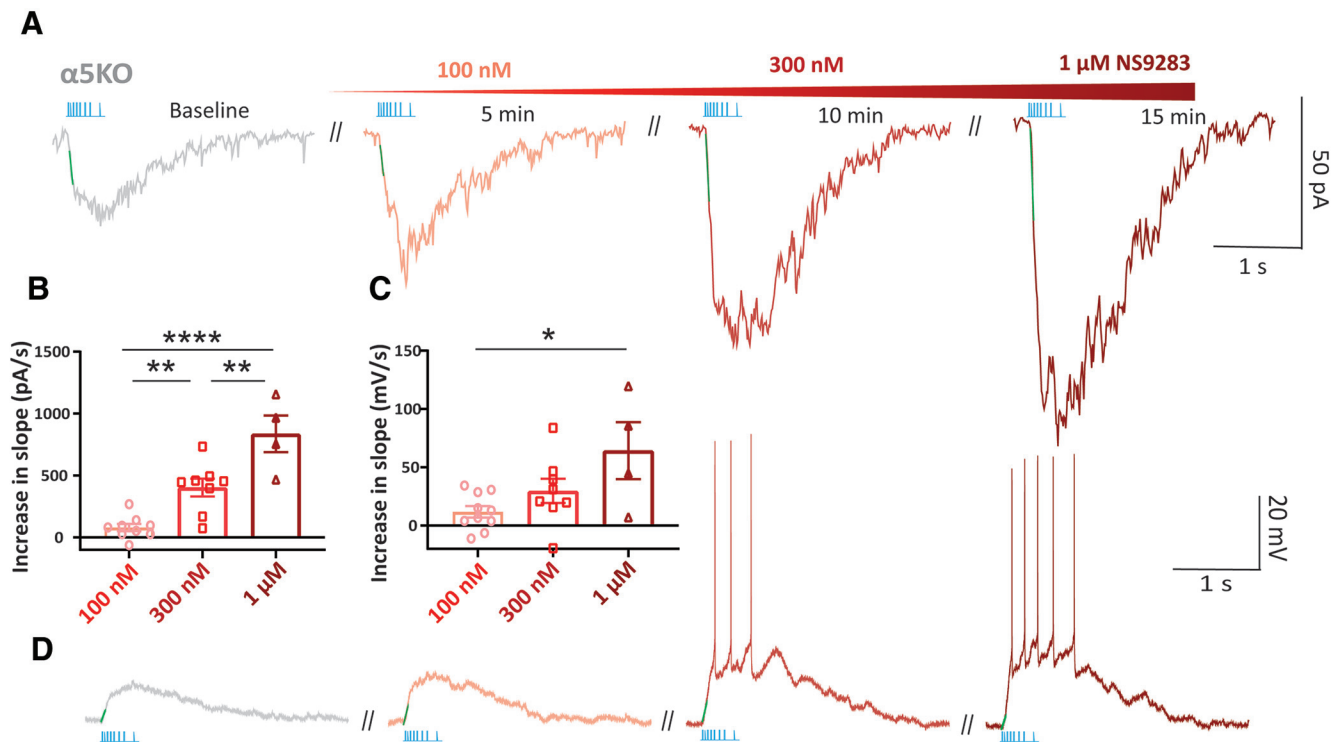 A
α5KO
100 nM
300 nM
1 μM NS9283
Baseline
//
5 min
//
10 min
//
15 min
50 pA
1 s
B
****
**
**
Increase in slope (pA/s)
1500
1000
500
0
100 nM
300 nM
1 μM
C
*
Increase in slope (mV/s)
150
100
50
0
100 nM
300 nM
1 μM
20 mV
1 s
D
//
//
//